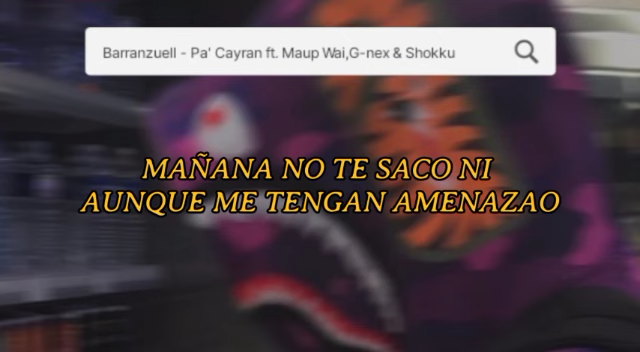 Barranzuell - Pa' Cayran ft. Maup Wai,G-nex & Shokku
MAÑANA NO TE SACO NI
AUNQUE ME TENGAN AMENAZAO